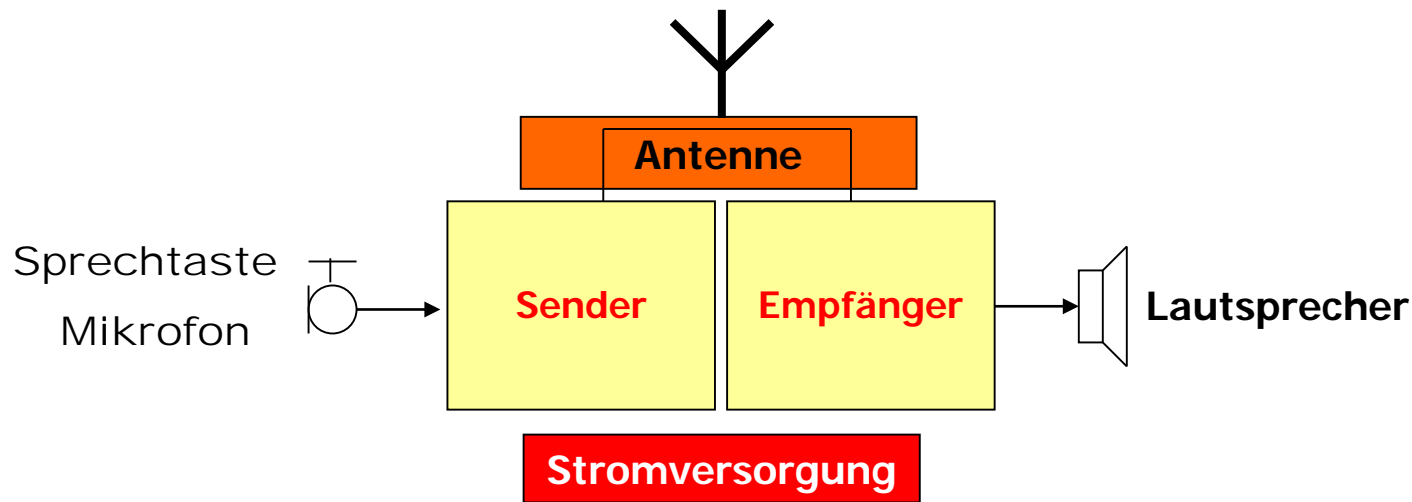 Antenne
Sprechtaste
Mikrofon
Sender
Empfänger
Lautsprecher
Stromversorgung